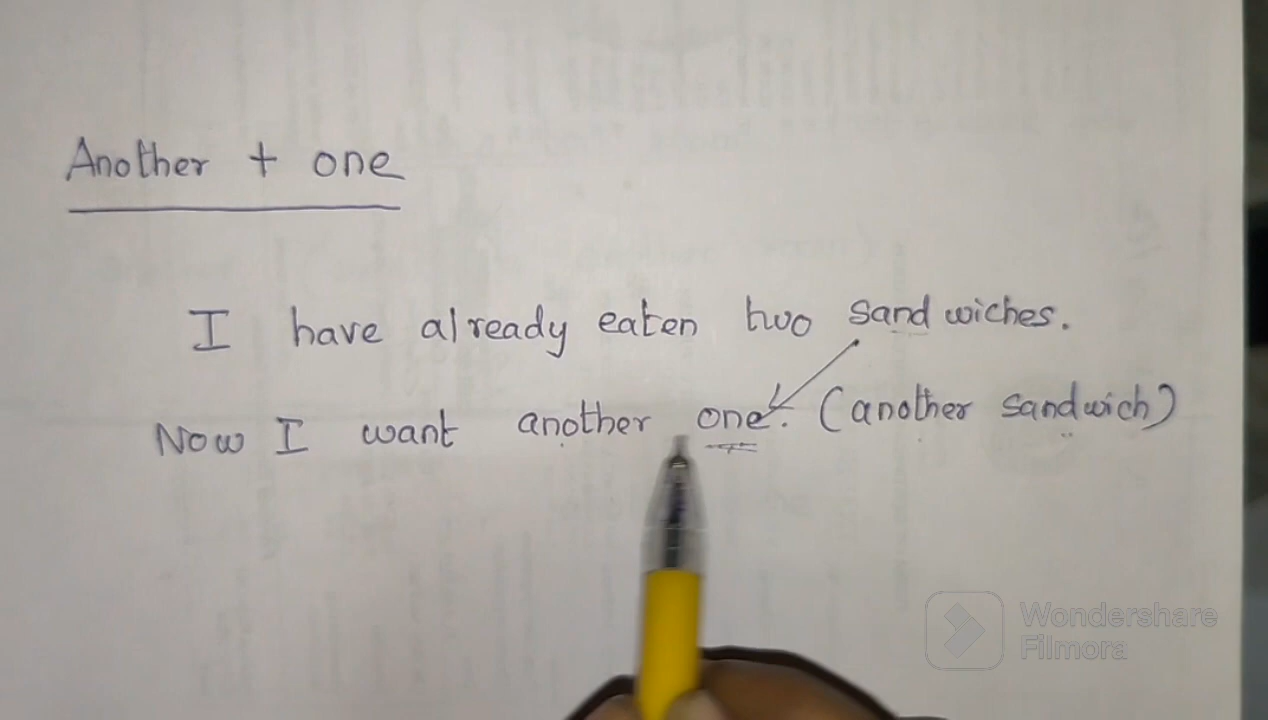 Another + one
I have already eaten two sandwiches.
Now I want another one. (another sandwich)
Wondershare
Filmora